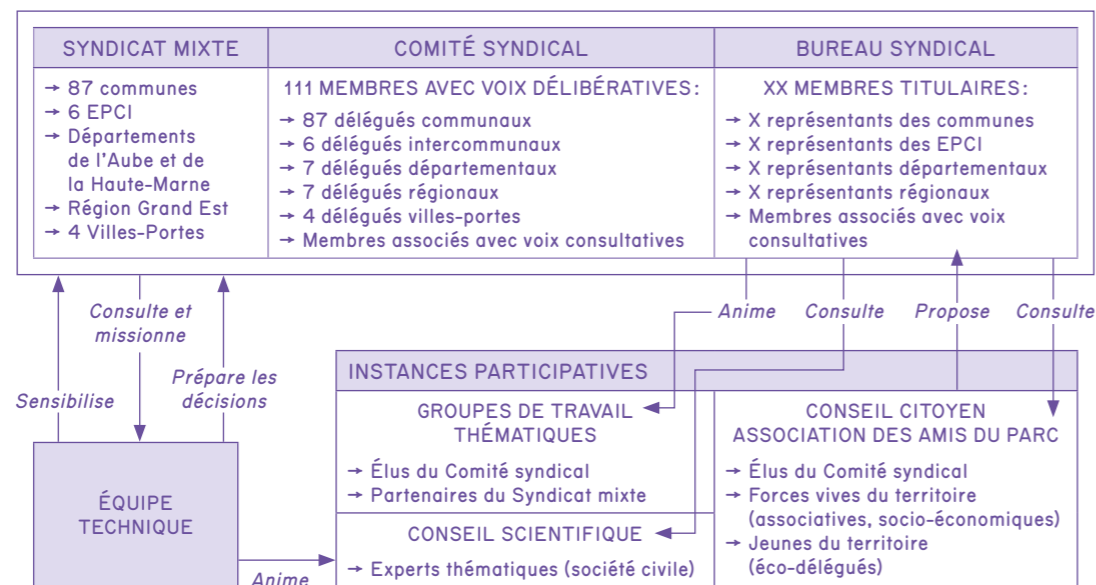 SYNDICAT MIXTE
→ 87 communes
→ 6 EPCI
→ Départements
de l'Aube et de
la Haute-Marne
→ Région Grand Est
→ 4 Villes-Portes
COMITÉ SYNDICAL
111 MEMBRES AVEC VOIX DÉLIBÉRATIVES:
→ 87 délégués communaux
→ 6 délégués intercommunaux
→ 7 délégués départementaux
→ 7 délégués régionaux
→ 4 délégués villes-portes
→ Membres associés avec voix consultatives
BUREAU SYNDICAL
XX MEMBRES TITULAIRES:
→ X représentants des communes
→ X représentants des EPCI
→ X représentants départementaux
→ X représentants régionaux
→ Membres associés avec voix
consultatives
Sensibilise
Consulte et
missionne
Prépare les
décisions
Anime
Consulte
Propose
Consulte
ÉQUIPE
TECHNIQUE
Anime
INSTANCES PARTICIPATIVES
GROUPES DE TRAVAIL
THÉMATIQUES
→ Élus du Comité syndical
→ Partenaires du Syndicat mixte
CONSEIL SCIENTIFIQUE
→ Experts thématiques (société civile)
CONSEIL CITOYEN
ASSOCIATION DES AMIS DU PARC
→ Élus du Comité syndical
→ Forces vives du territoire
(associatives, socio-économiques)
→ Jeunes du territoire
(éco-délégués)